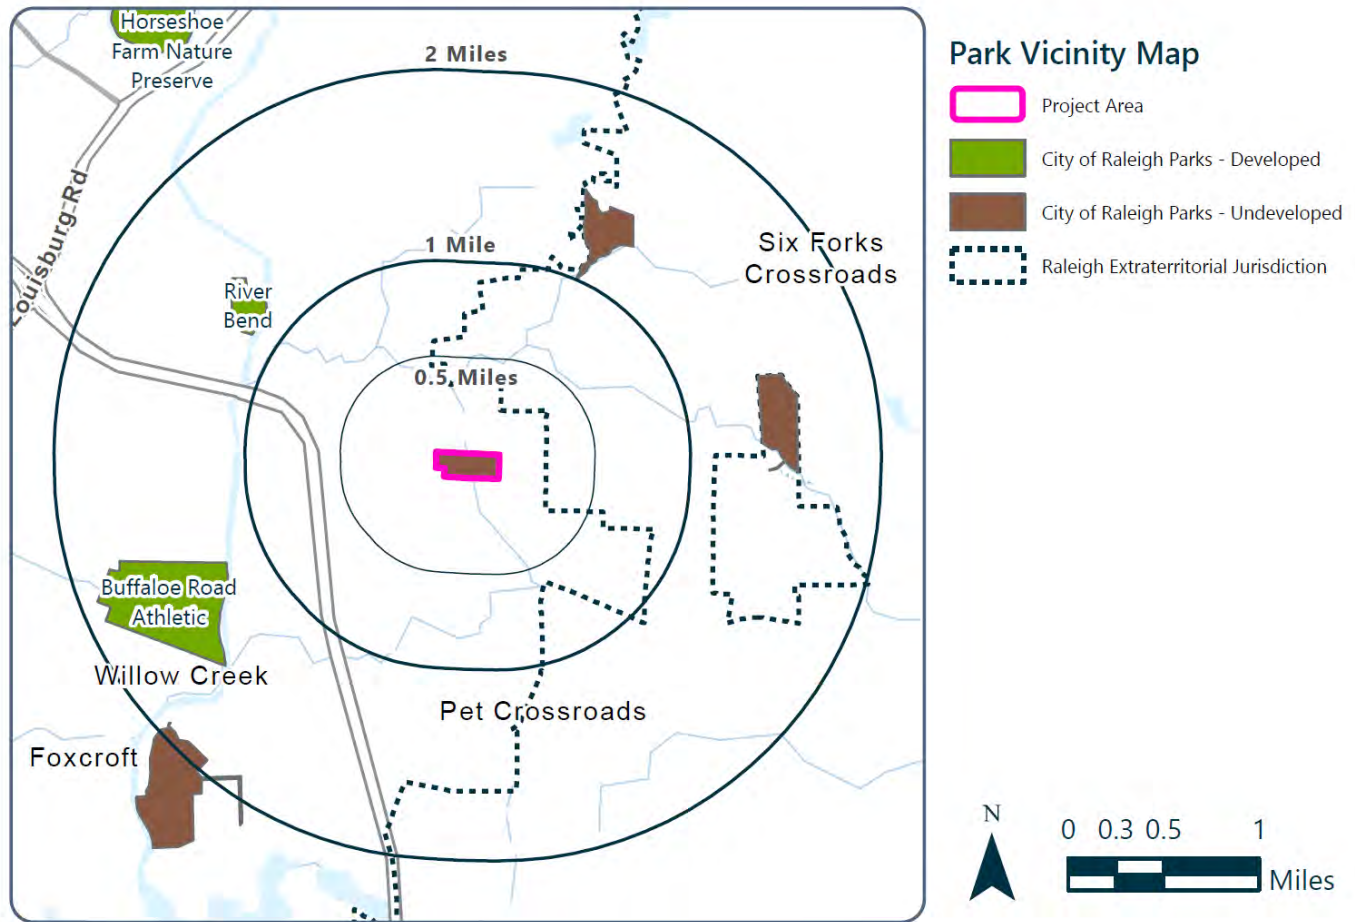 Horseshoe
Farm Nature
Preserve
2 Miles
Louisburg Rd
1 Mile
Six Forks
Crossroads
River
Bend
0.5 Miles
Buffaloe Road
Athletic
Willow Creek
Pet Crossroads
Foxcroft
Park Vicinity Map
Project Area
City of Raleigh Parks - Developed
City of Raleigh Parks - Undeveloped
Raleigh Extraterritorial Jurisdiction
N
0 0.3 0.5 1
Miles